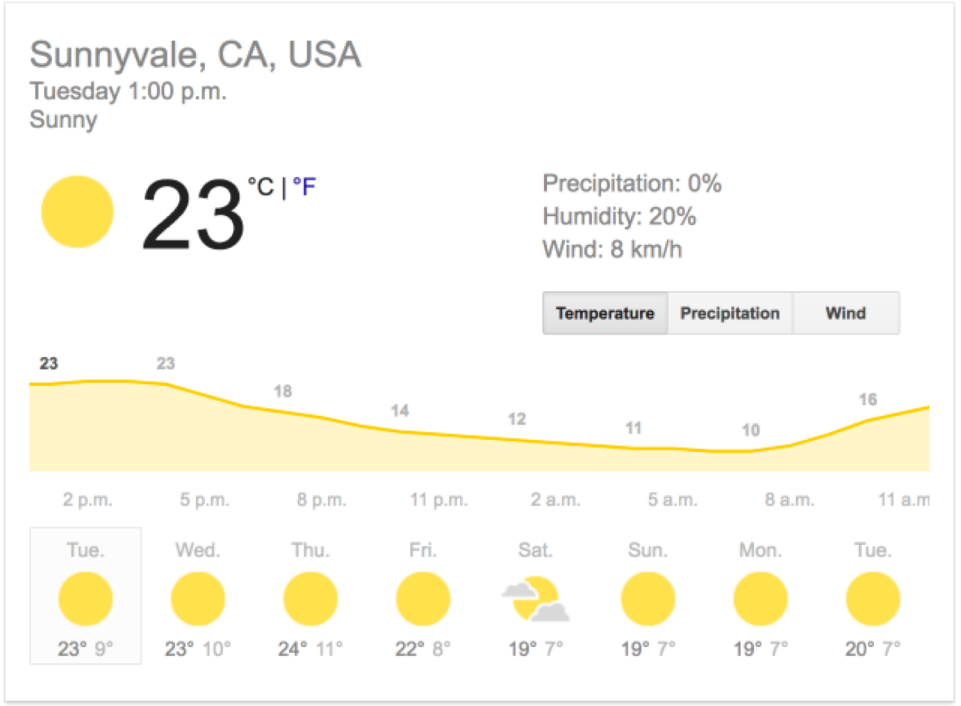 Sunnyvale, CA, USA
Tuesday 1:00 p.m.
Sunny
23 °C | °F
Precipitation: 0%
Humidity: 20%
Wind: 8 km/h
Temperature Precipitation Wind
23 23 18 14 12 11 10 16
2 p.m. 5 p.m. 8 p.m. 11 p.m. 2 a.m. 5 a.m. 8 a.m. 11 a.m
Tue. Wed. Thu. Fri. Sat. Sun. Mon. Tue.
23° 9° 23° 10° 24° 11° 22° 8° 19° 7° 19° 7° 19° 7° 20° 7°